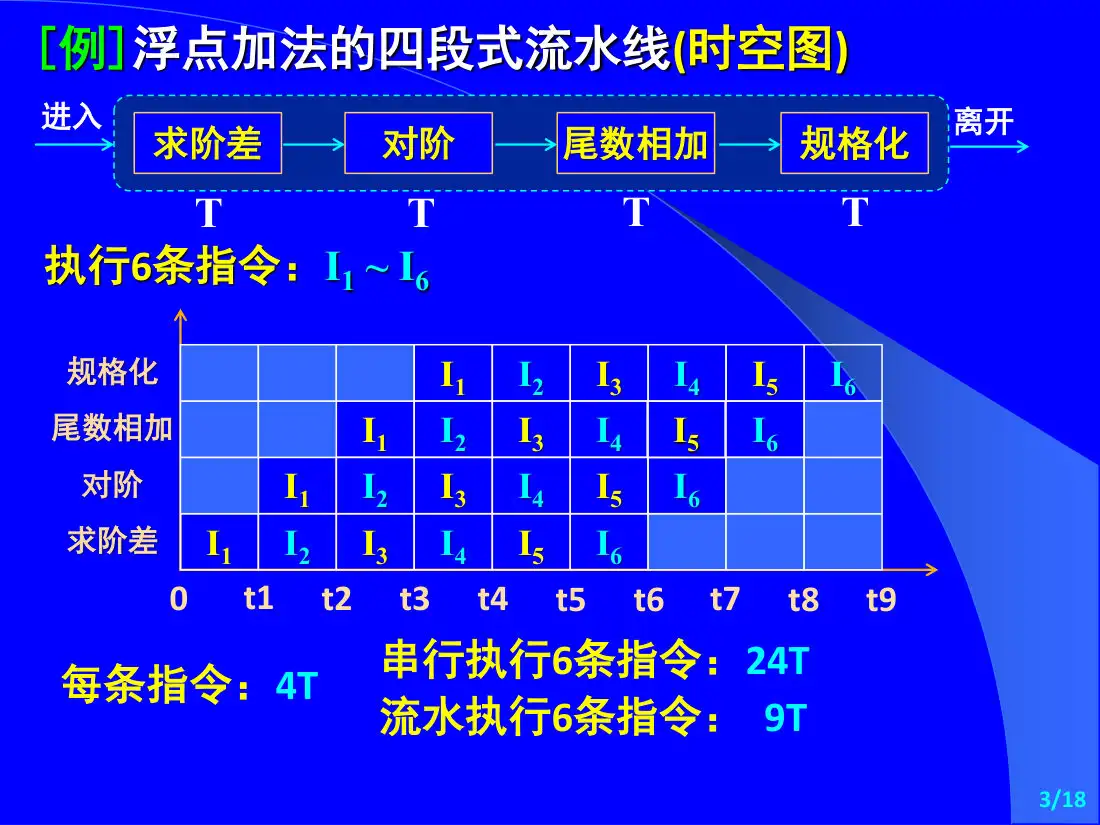 [例]浮点加法的四段式流水线(时空图)
进入 求阶差 对阶 尾数相加 规格化 离开
T T T T
执行6条指令：I1 ~ I6
规格化 I1 I2 I3 I4 I5 I6
尾数相加 I1 I2 I3 I4 I5 I6
对阶 I1 I2 I3 I4 I5 I6
求阶差 I1 I2 I3 I4 I5 I6
0 t1 t2 t3 t4 t5 t6 t7 t8 t9
每条指令：4T
串行执行6条指令：24T
流水执行6条指令： 9T
3/18